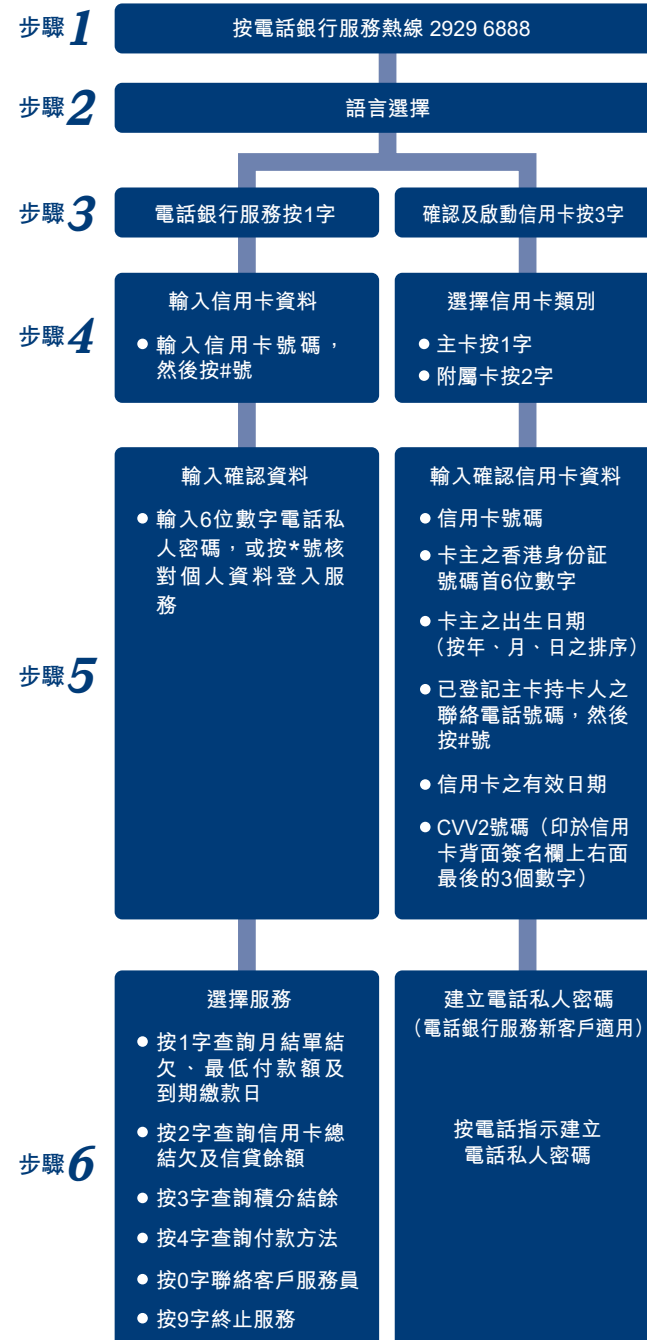 步驟1
按電話銀行服務熱線 2929 6888
步驟2
語言選擇
步驟3
電話銀行服務按1字
確認及啟動信用卡按3字
步驟4
輸入信用卡資料
● 輸入信用卡號碼，
然後按#號
選擇信用卡類別
● 主卡按1字
● 附屬卡按2字
步驟5
輸入確認資料
● 輸入6位數字電話私
人密碼，或按*號核
對個人資料登入服
務
輸入確認信用卡資料
● 信用卡號碼
● 卡主之香港身份証
號碼首6位數字
● 卡主之出生日期
（按年、月、日之排序）
● 已登記主卡持卡人之
聯絡電話號碼，然後
按#號
● 信用卡之有效日期
● CVV2號碼（印於信用
卡背面簽名欄上右面
最後的3個數字）
步驟6
選擇服務
● 按1字查詢月結單結
欠、最低付款額及
到期繳款日
● 按2字查詢信用卡總
結欠及信貸餘額
● 按3字查詢積分結餘
● 按4字查詢付款方法
● 按0字聯絡客戶服務員
● 按9字終止服務
建立電話私人密碼
（電話銀行服務新客戶適用）
按電話指示建立
電話私人密碼